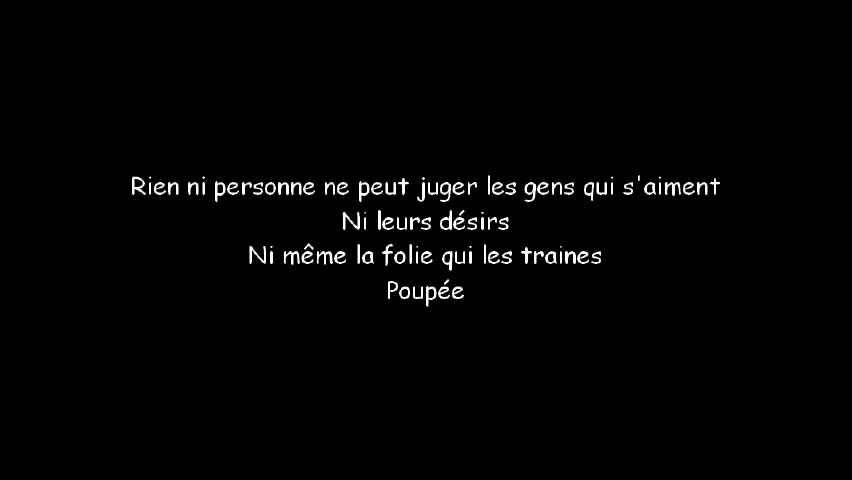 Rien ni personne ne peut juger les gens qui s'aiment
Ni leurs désirs
Ni même la folie qui les traines
Poupée